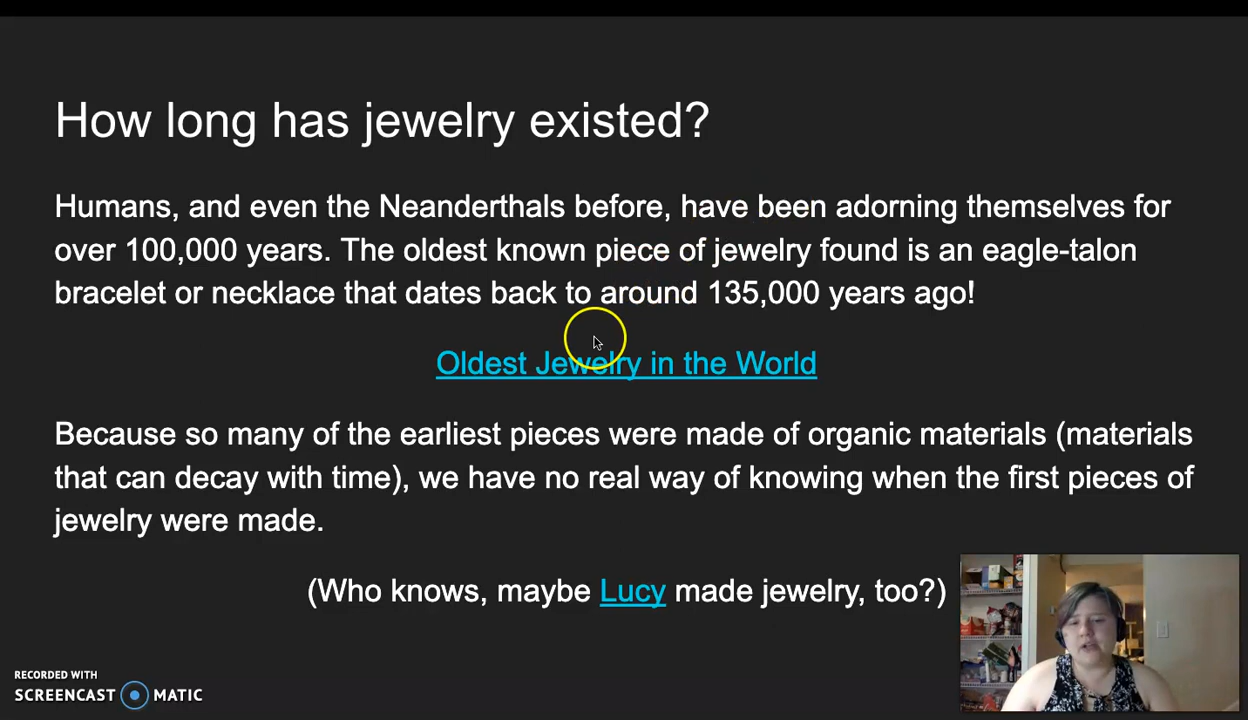 How long has jewelry existed?
Humans, and even the Neanderthals before, have been adorning themselves for
over 100,000 years. The oldest known piece of jewelry found is an eagle-talon
bracelet or necklace that dates back to around 135,000 years ago!
Oldest Jewelry in the World
Because so many of the earliest pieces were made of organic materials (materials
that can decay with time), we have no real way of knowing when the first pieces of
jewelry were made.
(Who knows, maybe Lucy made jewelry, too?)
RECORDED WITH
SCREENCAST MATIC